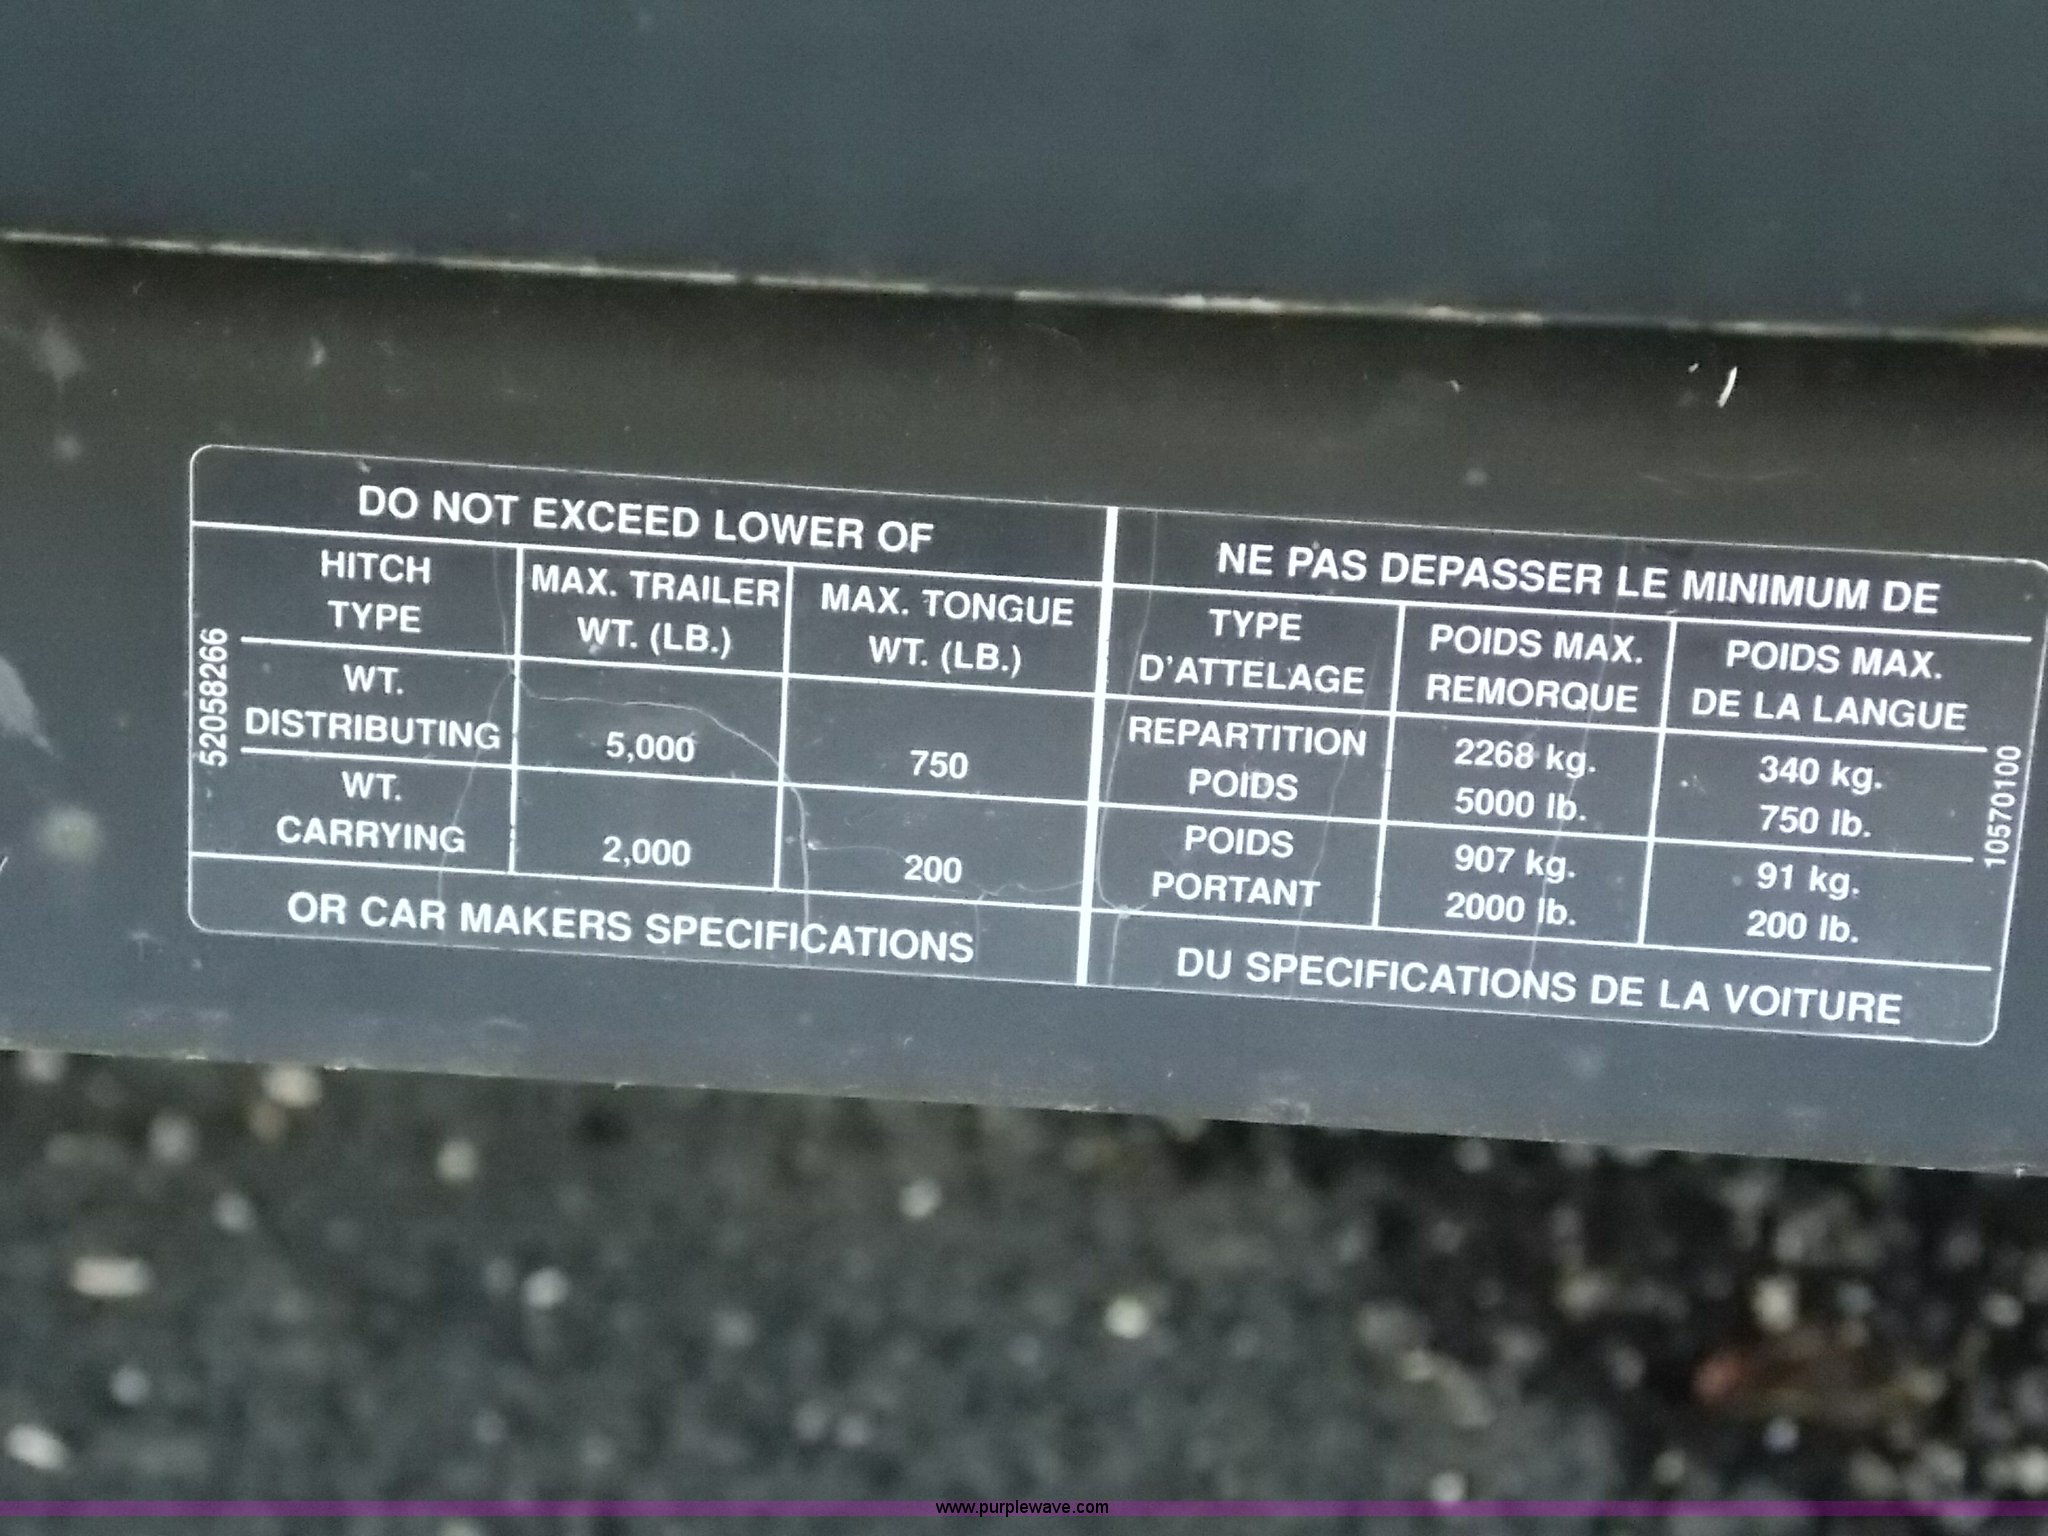 DO NOT EXCEED LOWER OF
HITCH TYPE
MAX. TRAILER WT. (LB.)
MAX. TONGUE WT. (LB.)
WT. DISTRIBUTING
5,000
750
WT. CARRYING
2,000
200
OR CAR MAKERS SPECIFICATIONS
52058266
NE PAS DEPASSER LE MINIMUM DE
TYPE D'ATTELAGE
POIDS MAX. REMORQUE
POIDS MAX. DE LA LANGUE
REPARTITION POIDS
2268 kg. 5000 lb.
340 kg. 750 lb.
POIDS PORTANT
907 kg. 2000 lb.
91 kg. 200 lb.
DU SPECIFICATIONS DE LA VOITURE
10570100
www.purplewave.com